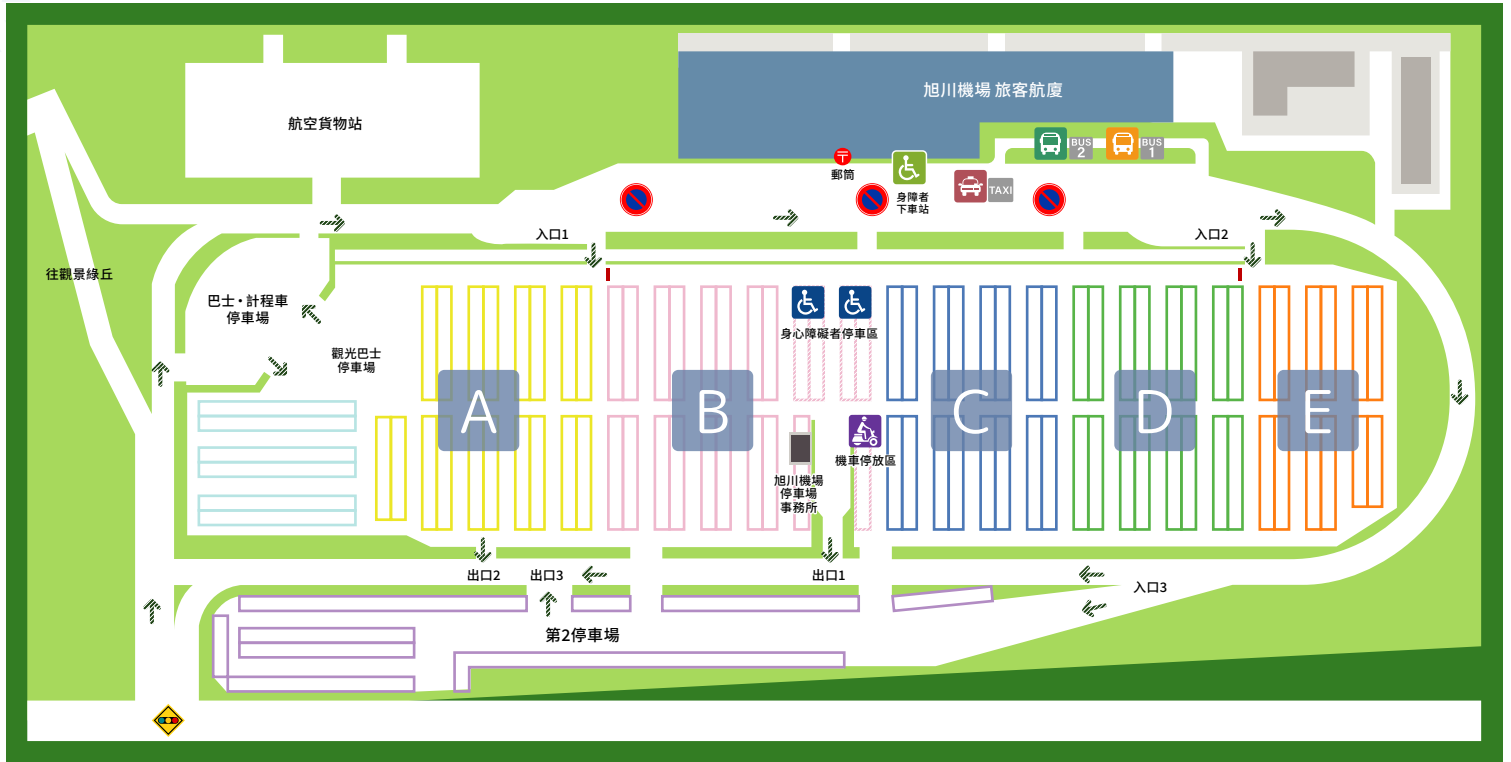 旭川機場 旅客航廈
航空貨物站
BUS
2
BUS
1
郵筒
身障者
下車站
TAXI
入口1
入口2
往觀景綠丘
巴士・計程車
停車場
觀光巴士
停車場
身心障礙者停車區
A
B
C
D
E
機車停放區
旭川機場
停車場
事務所
出口2
出口3
出口1
入口3
第2停車場